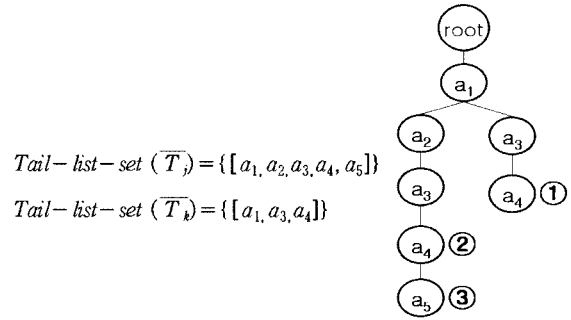 root
a₁
a₂ a₃
Tail-list-set (T̅ⱼ)={[a₁, a₂, a₃, a₄, a₅]}
a₃ a₄ ①
Tail-list-set (T̅ₖ)={[a₁, a₃, a₄]}
a₄ ②
a₅ ③